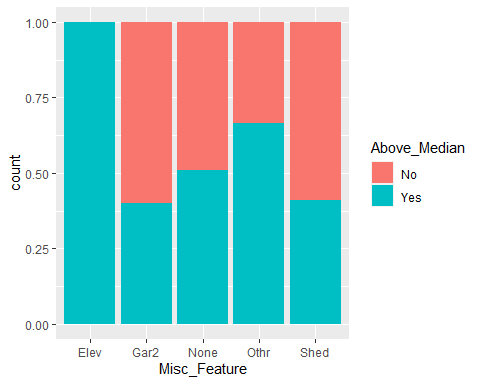 1.00
0.75
0.50
0.25
0.00
count
Elev Gar2 None Othr Shed
Misc_Feature
Above_Median
No
Yes